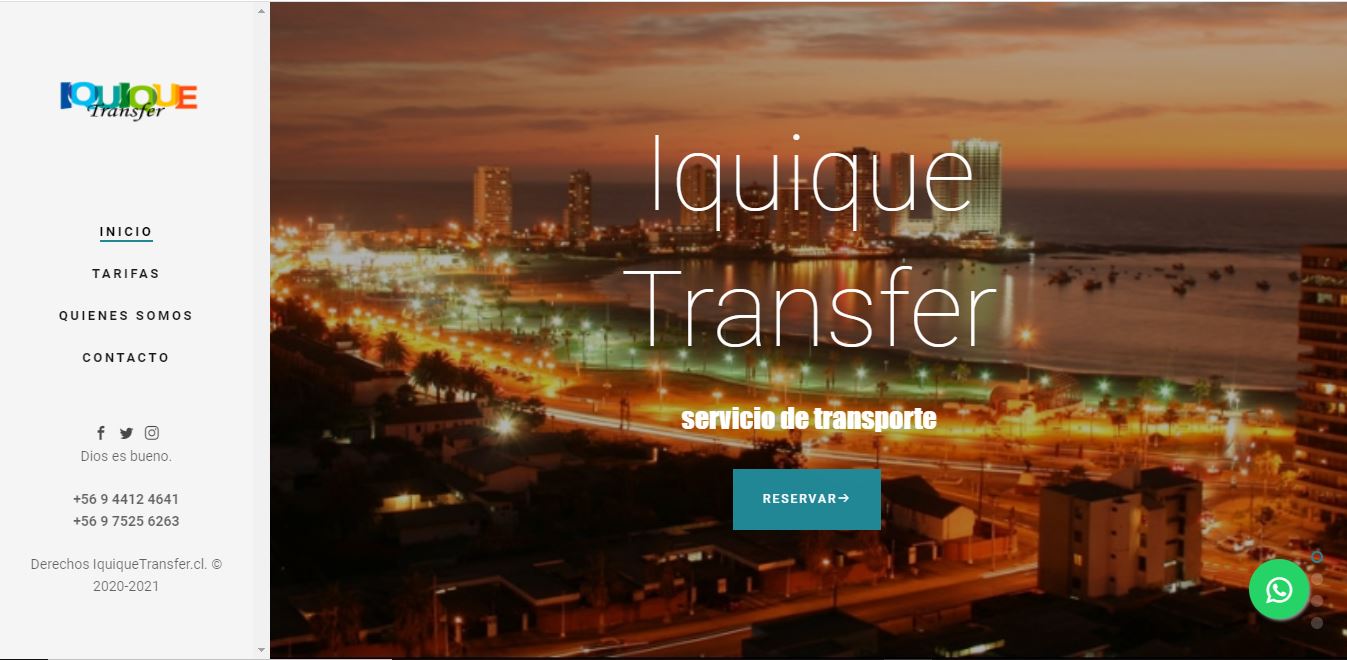 IQUIQUE
Transfer
INICIO
TARIFAS
QUIENES SOMOS
CONTACTO
Dios es bueno.
+56 9 4412 4641
+56 9 7525 6263
Derechos IquiqueTransfer.cl. ©
2020-2021
Iquique
Transfer
servicio de transporte
RESERVAR→